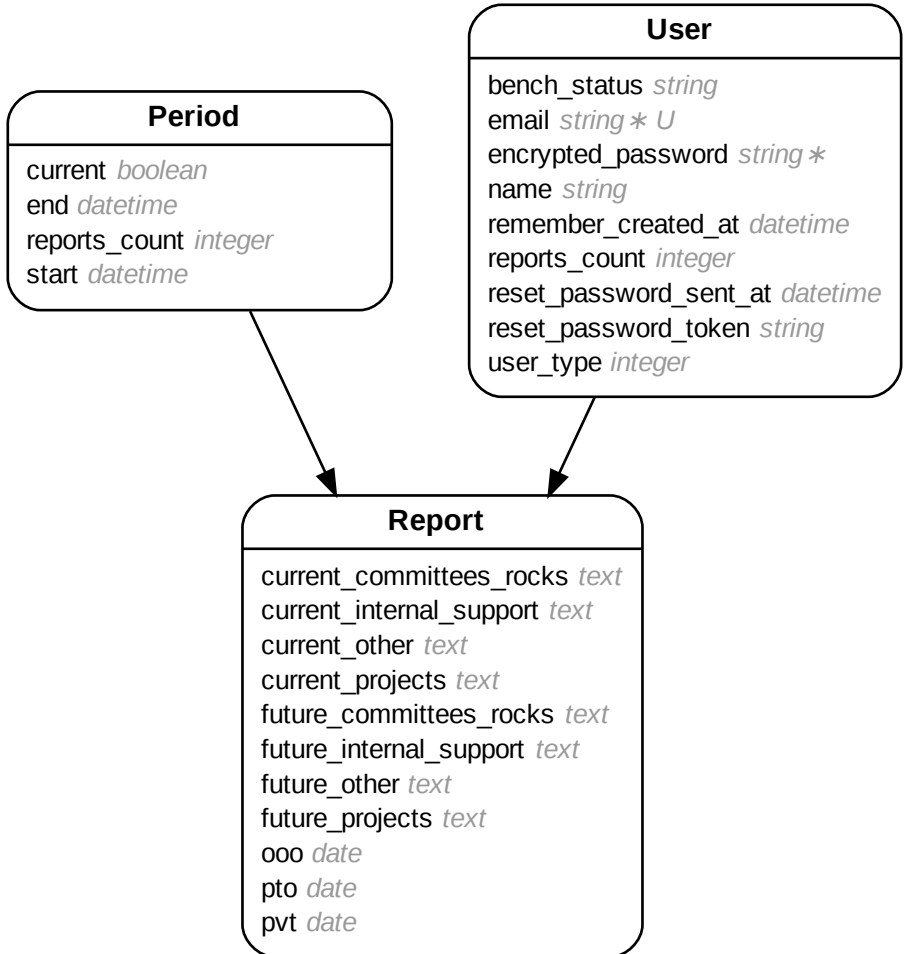 Period
current boolean
end datetime
reports_count integer
start datetime
User
bench_status string
email string∗ U
encrypted_password string∗
name string
remember_created_at datetime
reports_count integer
reset_password_sent_at datetime
reset_password_token string
user_type integer
Report
current_committees_rocks text
current_internal_support text
current_other text
current_projects text
future_committees_rocks text
future_internal_support text
future_other text
future_projects text
ooo date
pto date
pvt date